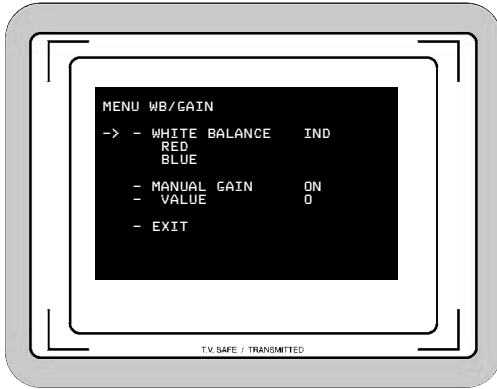 MENU WB/GAIN
-> - WHITE BALANCE IND
RED
BLUE
- MANUAL GAIN ON
- VALUE 0
- EXIT
T.V. SAFE / TRANSMITTED